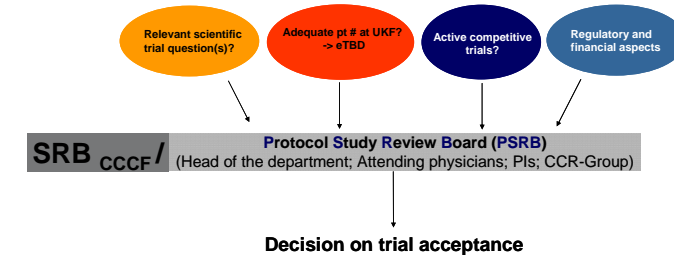 Relevant scientific
trial question(s)?
Adequate pt # at UKF?
-> eTBD
Active competitive
trials?
Regulatory and
financial aspects
SRB CCCF /
Protocol Study Review Board (PSRB)
(Head of the department; Attending physicians; PIs; CCR-Group)
Decision on trial acceptance